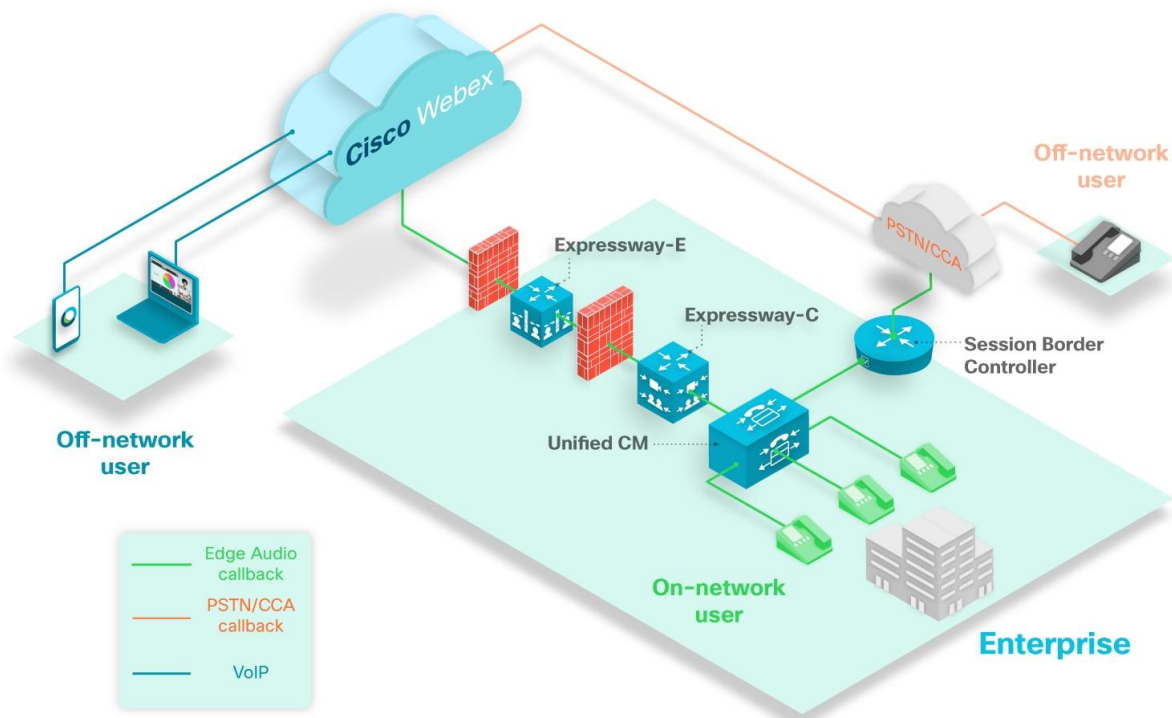 Cisco Webex
Off-network
user
PSTN/CCA
Expressway-E
Expressway-C
Session Border
Controller
Unified CM
Off-network
user
On-network
user
Enterprise
Edge Audio
callback
PSTN/CCA
callback
VoIP